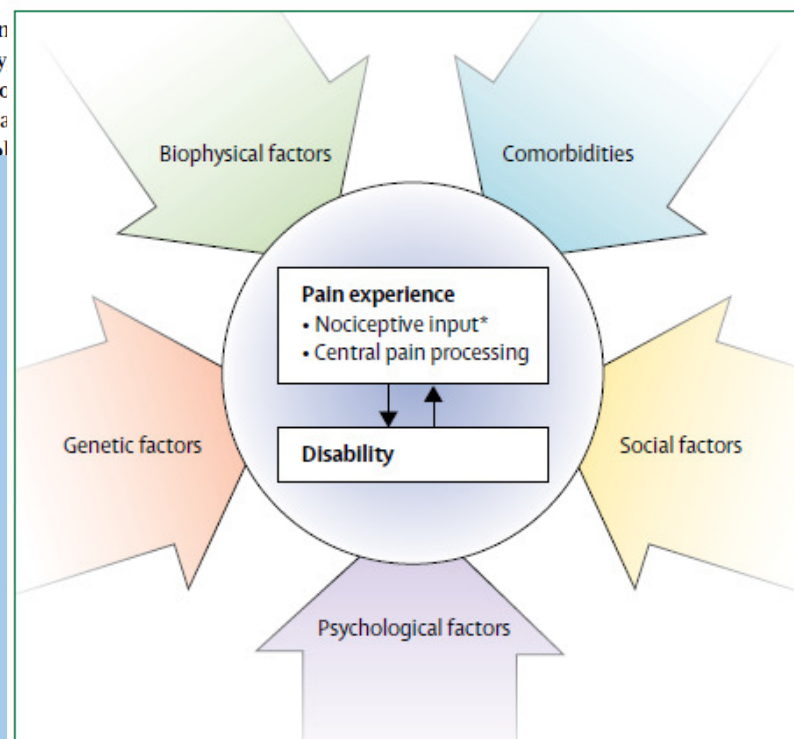 Biophysical factors
Comorbidities
Pain experience
• Nociceptive input*
• Central pain processing
Genetic factors
Social factors
Disability
Psychological factors